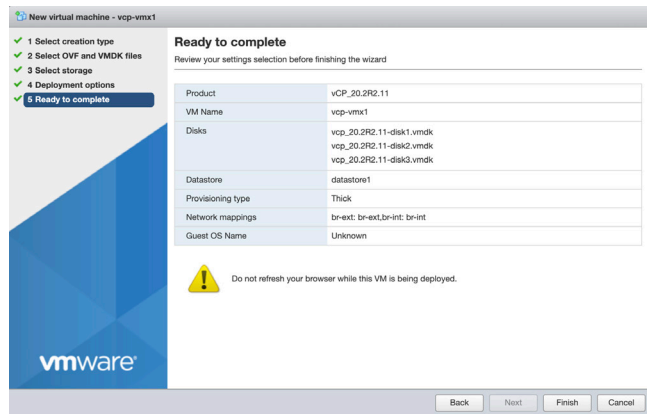 New virtual machine - vcp-vmx1
1 Select creation type
2 Select OVF and VMDK files
3 Select storage
4 Deployment options
5 Ready to complete
Ready to complete
Review your settings selection before finishing the wizard
Product vCP_20.2R2.11
VM Name vcp-vmx1
Disks vcp_20.2R2.11-disk1.vmdk
vcp_20.2R2.11-disk2.vmdk
vcp_20.2R2.11-disk3.vmdk
Datastore datastore1
Provisioning type Thick
Network mappings br-ext: br-ext,br-int: br-int
Guest OS Name Unknown
Do not refresh your browser while this VM is being deployed.
vmware®
Back Next Finish Cancel